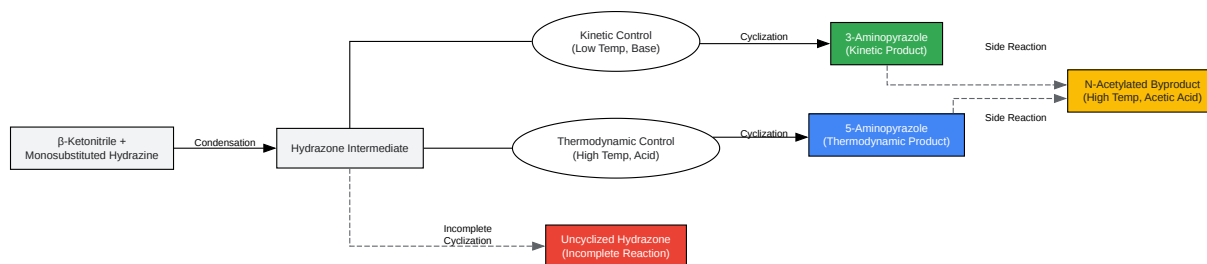 Kinetic Control
(Low Temp, Base)
Cyclization
3-Aminopyrazole
(Kinetic Product)
Side Reaction
N-Acetylated Byproduct
(High Temp, Acetic Acid)
β-Ketonitrile +
Monosubstituted Hydrazine
Condensation
Hydrazone Intermediate
Thermodynamic Control
(High Temp, Acid)
Cyclization
5-Aminopyrazole
(Thermodynamic Product)
Side Reaction
Incomplete
Cyclization
Uncyclized Hydrazone
(Incomplete Reaction)